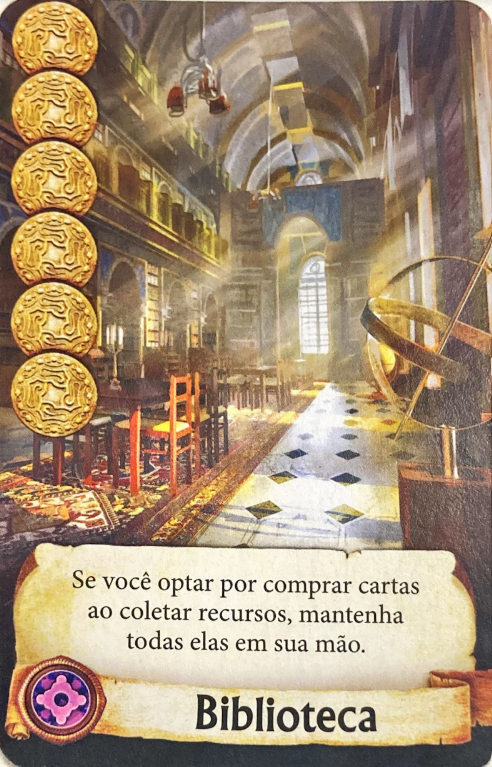 Se você optar por comprar cartas
ao coletar recursos, mantenha
todas elas em sua mão.
Biblioteca